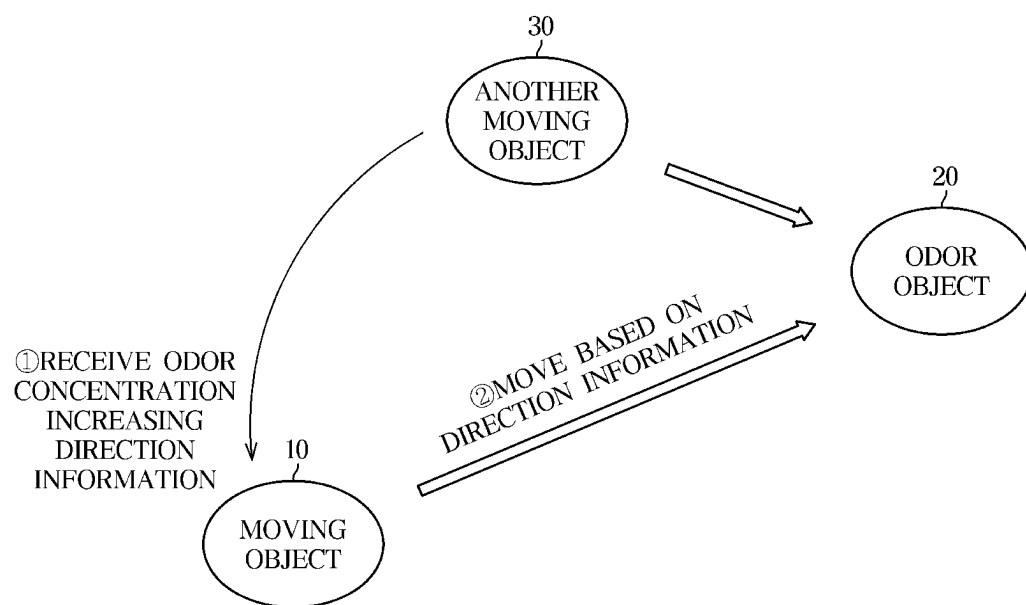 30
ANOTHER
MOVING
OBJECT
20
ODOR
OBJECT
①RECEIVE ODOR
CONCENTRATION
INCREASING
DIRECTION
INFORMATION
②MOVE BASED ON
DIRECTION INFORMATION
10
MOVING
OBJECT